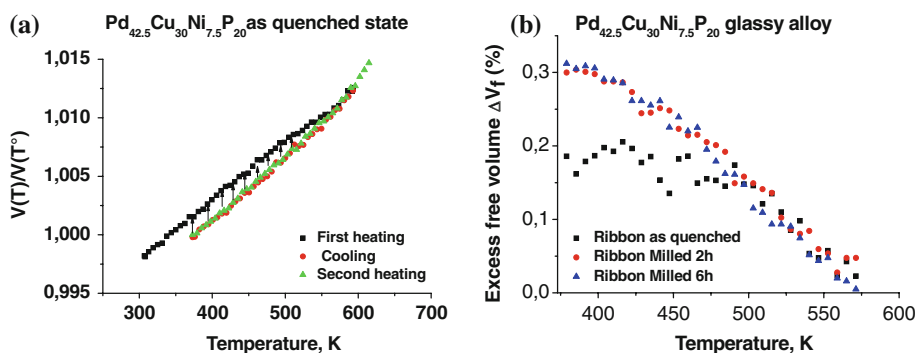 (a) Pd42.5Cu30Ni7.5P20as quenched state
V(T)/V(T°)
1,015
1,010
1,005
1,000
0,995
First heating
Cooling
Second heating
300 400 500 600 700
Temperature, K
(b) Pd42.5Cu30Ni7.5P20 glassy alloy
Excess free volume ΔVf (%)
0,3
0,2
0,1
0,0
Ribbon as quenched
Ribbon Milled 2h
Ribbon Milled 6h
400 450 500 550 600
Temperature, K